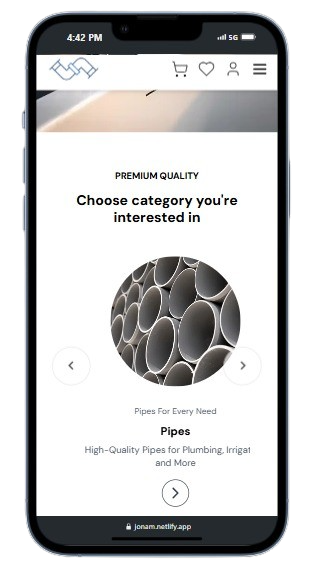 4:42 PM
5G
PREMIUM QUALITY
Choose category you're
interested in
Pipes For Every Need
Pipes
High-Quality Pipes for Plumbing, Irrigat
and More
jonam.netlify.app